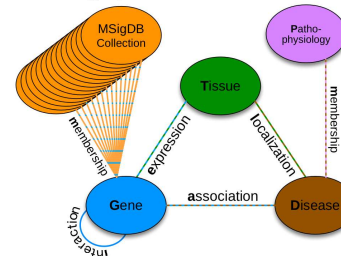 MSigDB
Collection
Patho-
physiology
Tissue
membership
expression
localization
membership
Gene
association
Disease
Interaction